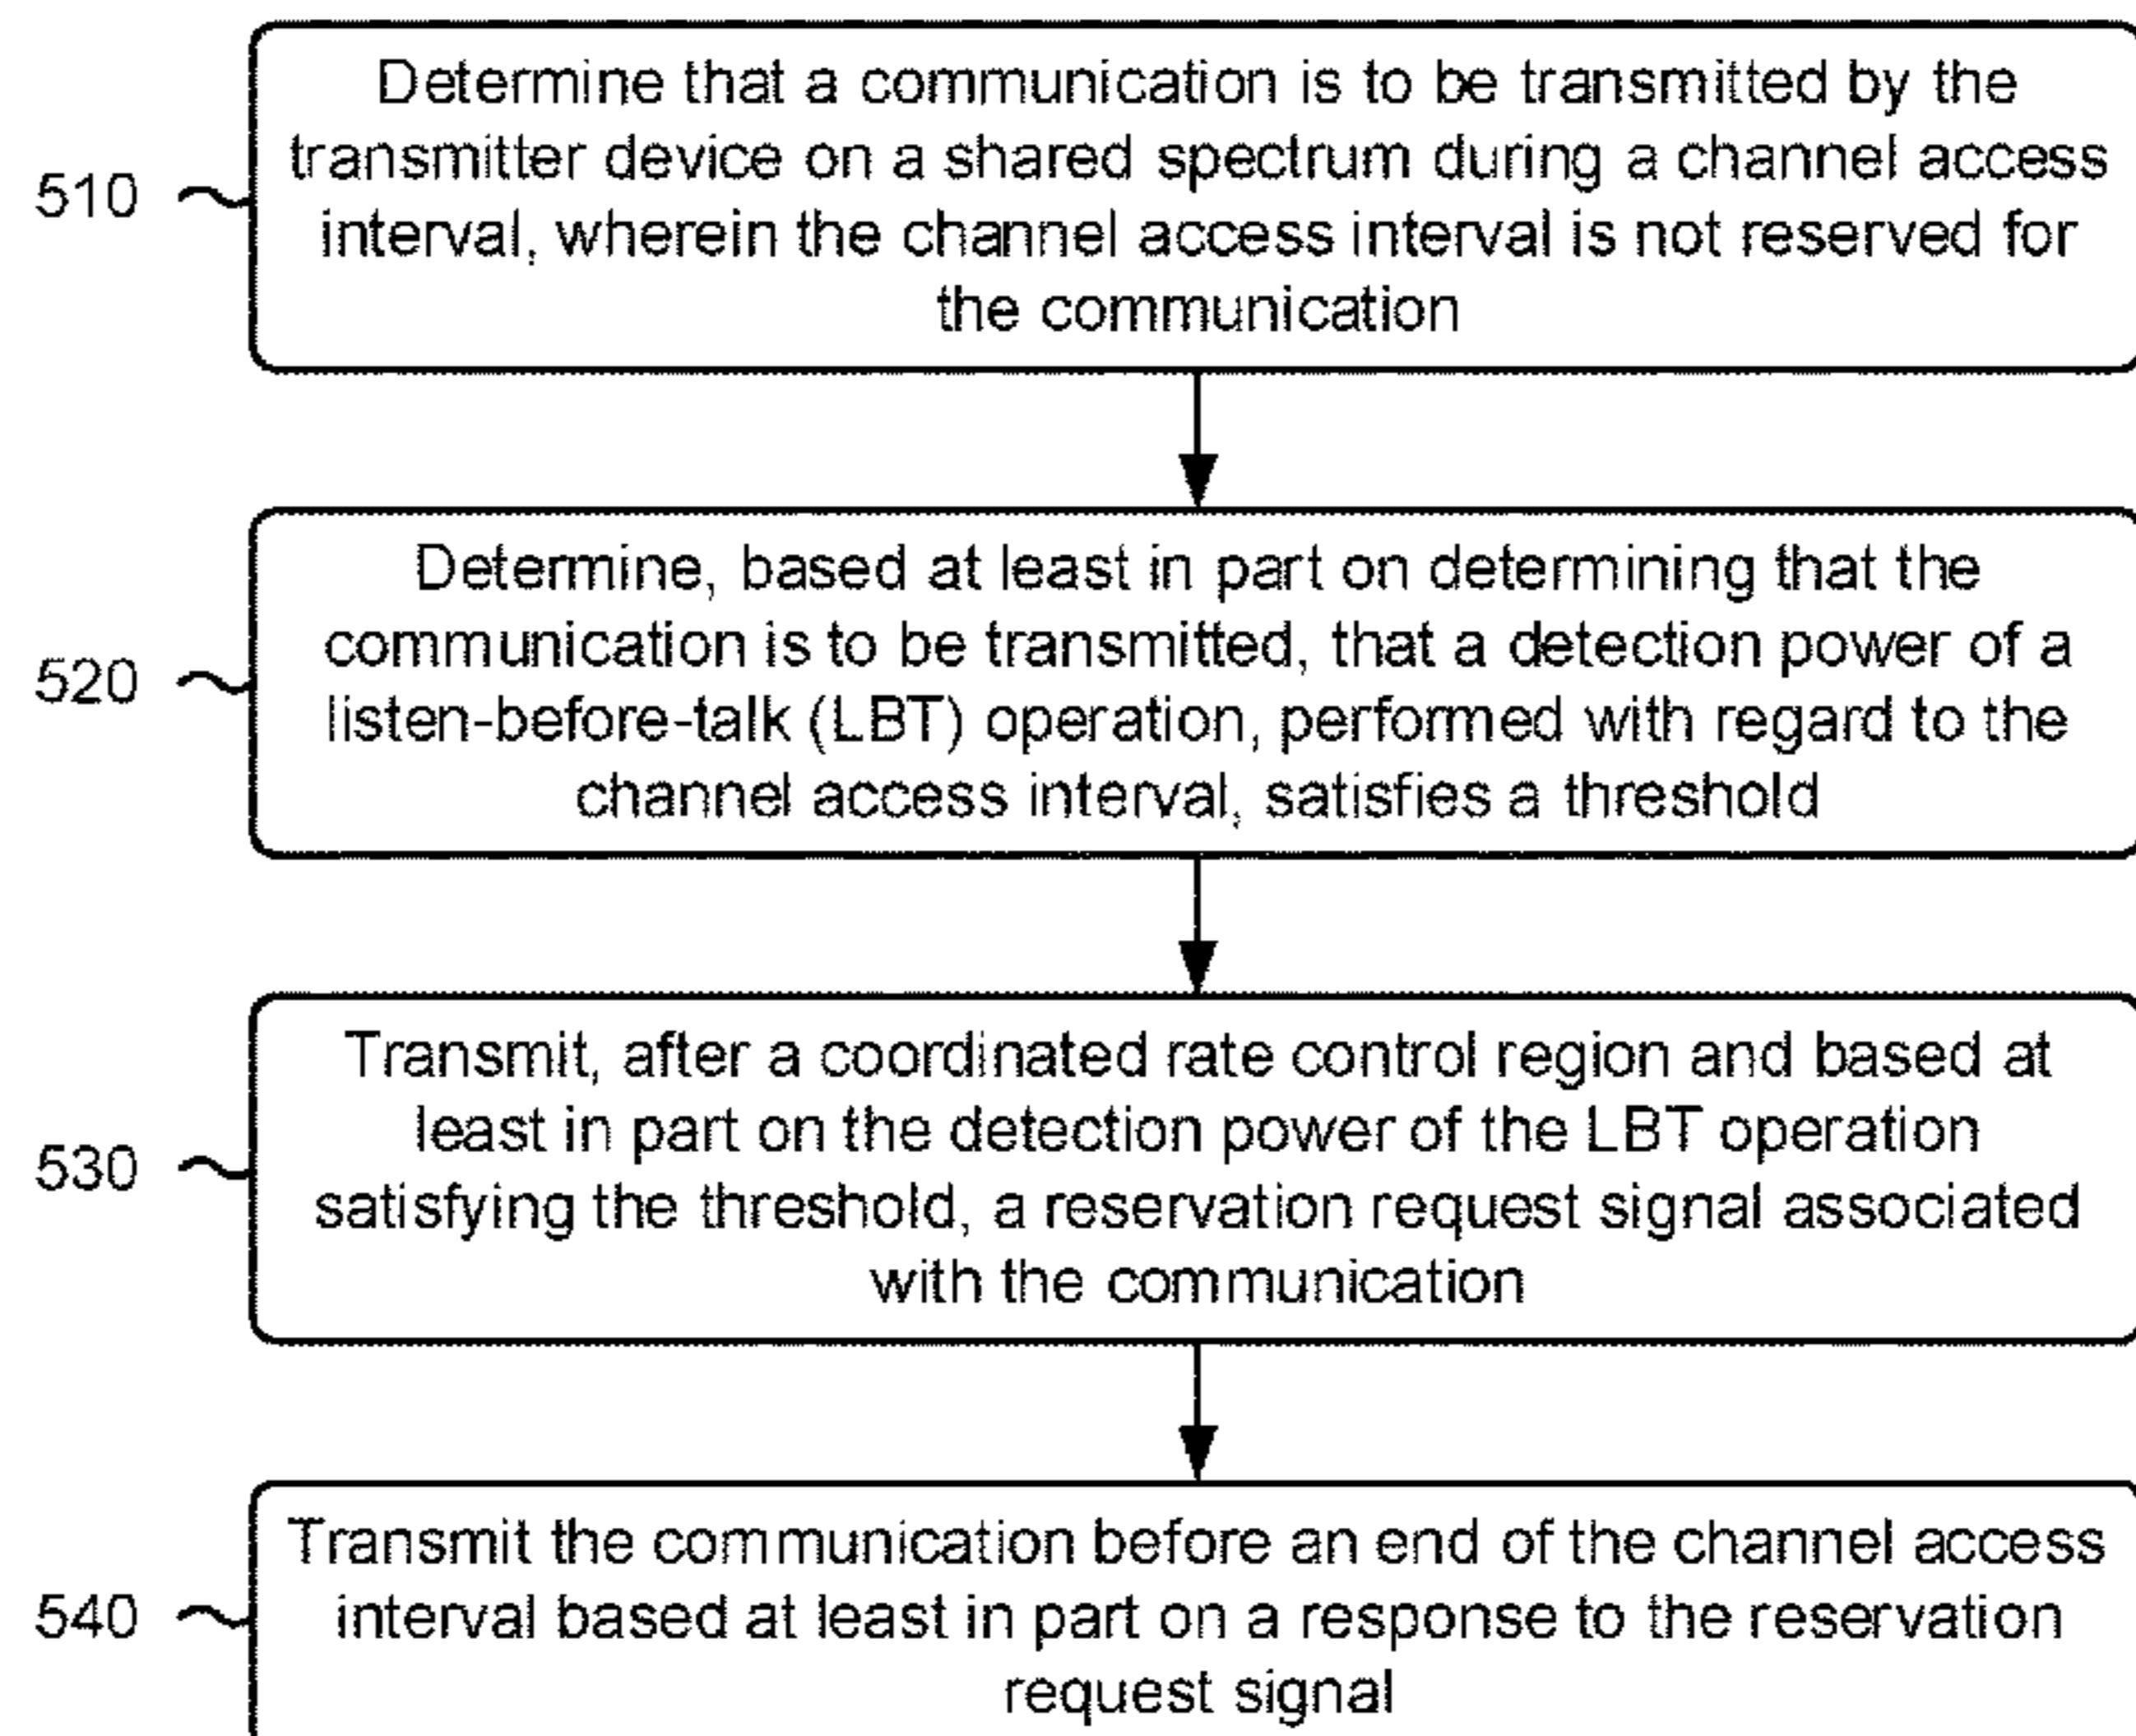 Determine that a communication is to be transmitted by the
transmitter device on a shared spectrum during a channel access
510
interval, wherein the channel access interval is not reserved for
the communication
Determine, based at least in part on determining that the
communication is to be transmitted, that a detection power of a
520
listen-before-talk (LBT) operation, performed with regard to the
channel access interval, satisfies a threshold
Transmit, after a coordinated rate control region and based at
least in part on the detection power of the LBT operation
530
satisfying the threshold, a reservation request signal associated
with the communication
Transmit the communication before an end of the channel access
540
interval based at least in part on a response to the reservation
request signal